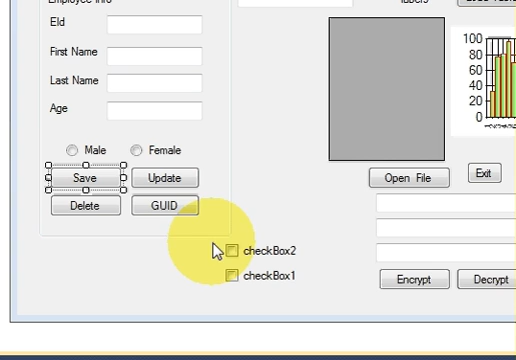 Employee Info
EId
First Name
Last Name
Age
Male
Female
Save
Update
Delete
GUID
checkBox2
checkBox1
label5
100
80
60
40
20
0
Open File
Exit
Encrypt
Decrypt